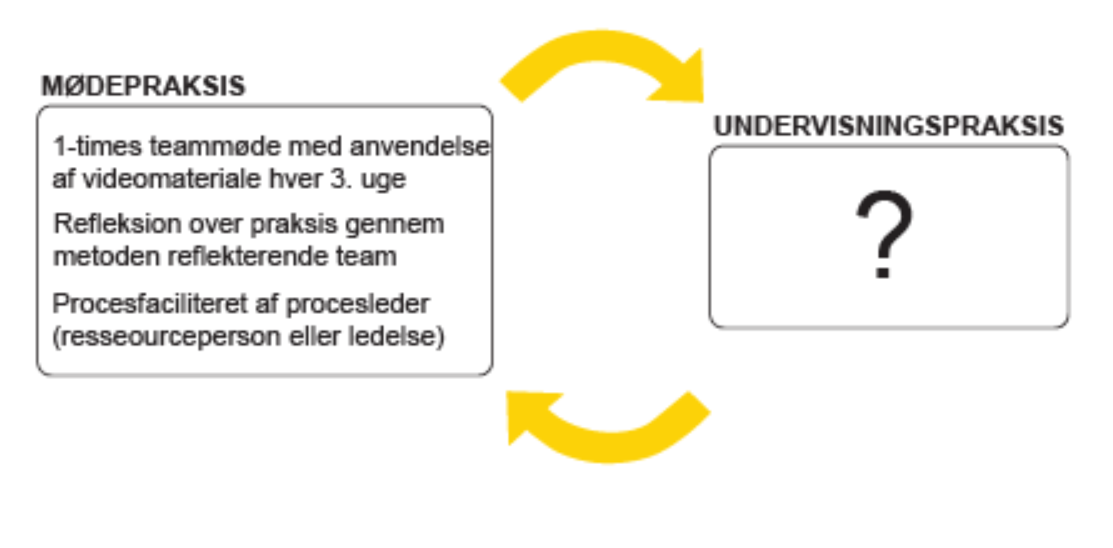 MØDEPRAKSIS
1-times teammøde med anvendelse
af videomateriale hver 3. uge
Refleksion over praksis gennem
metoden reflekterende team
Procesfaciliteret af procesleder
(resseourceperson eller ledelse)
UNDERVISNINGSPRAKSIS
?